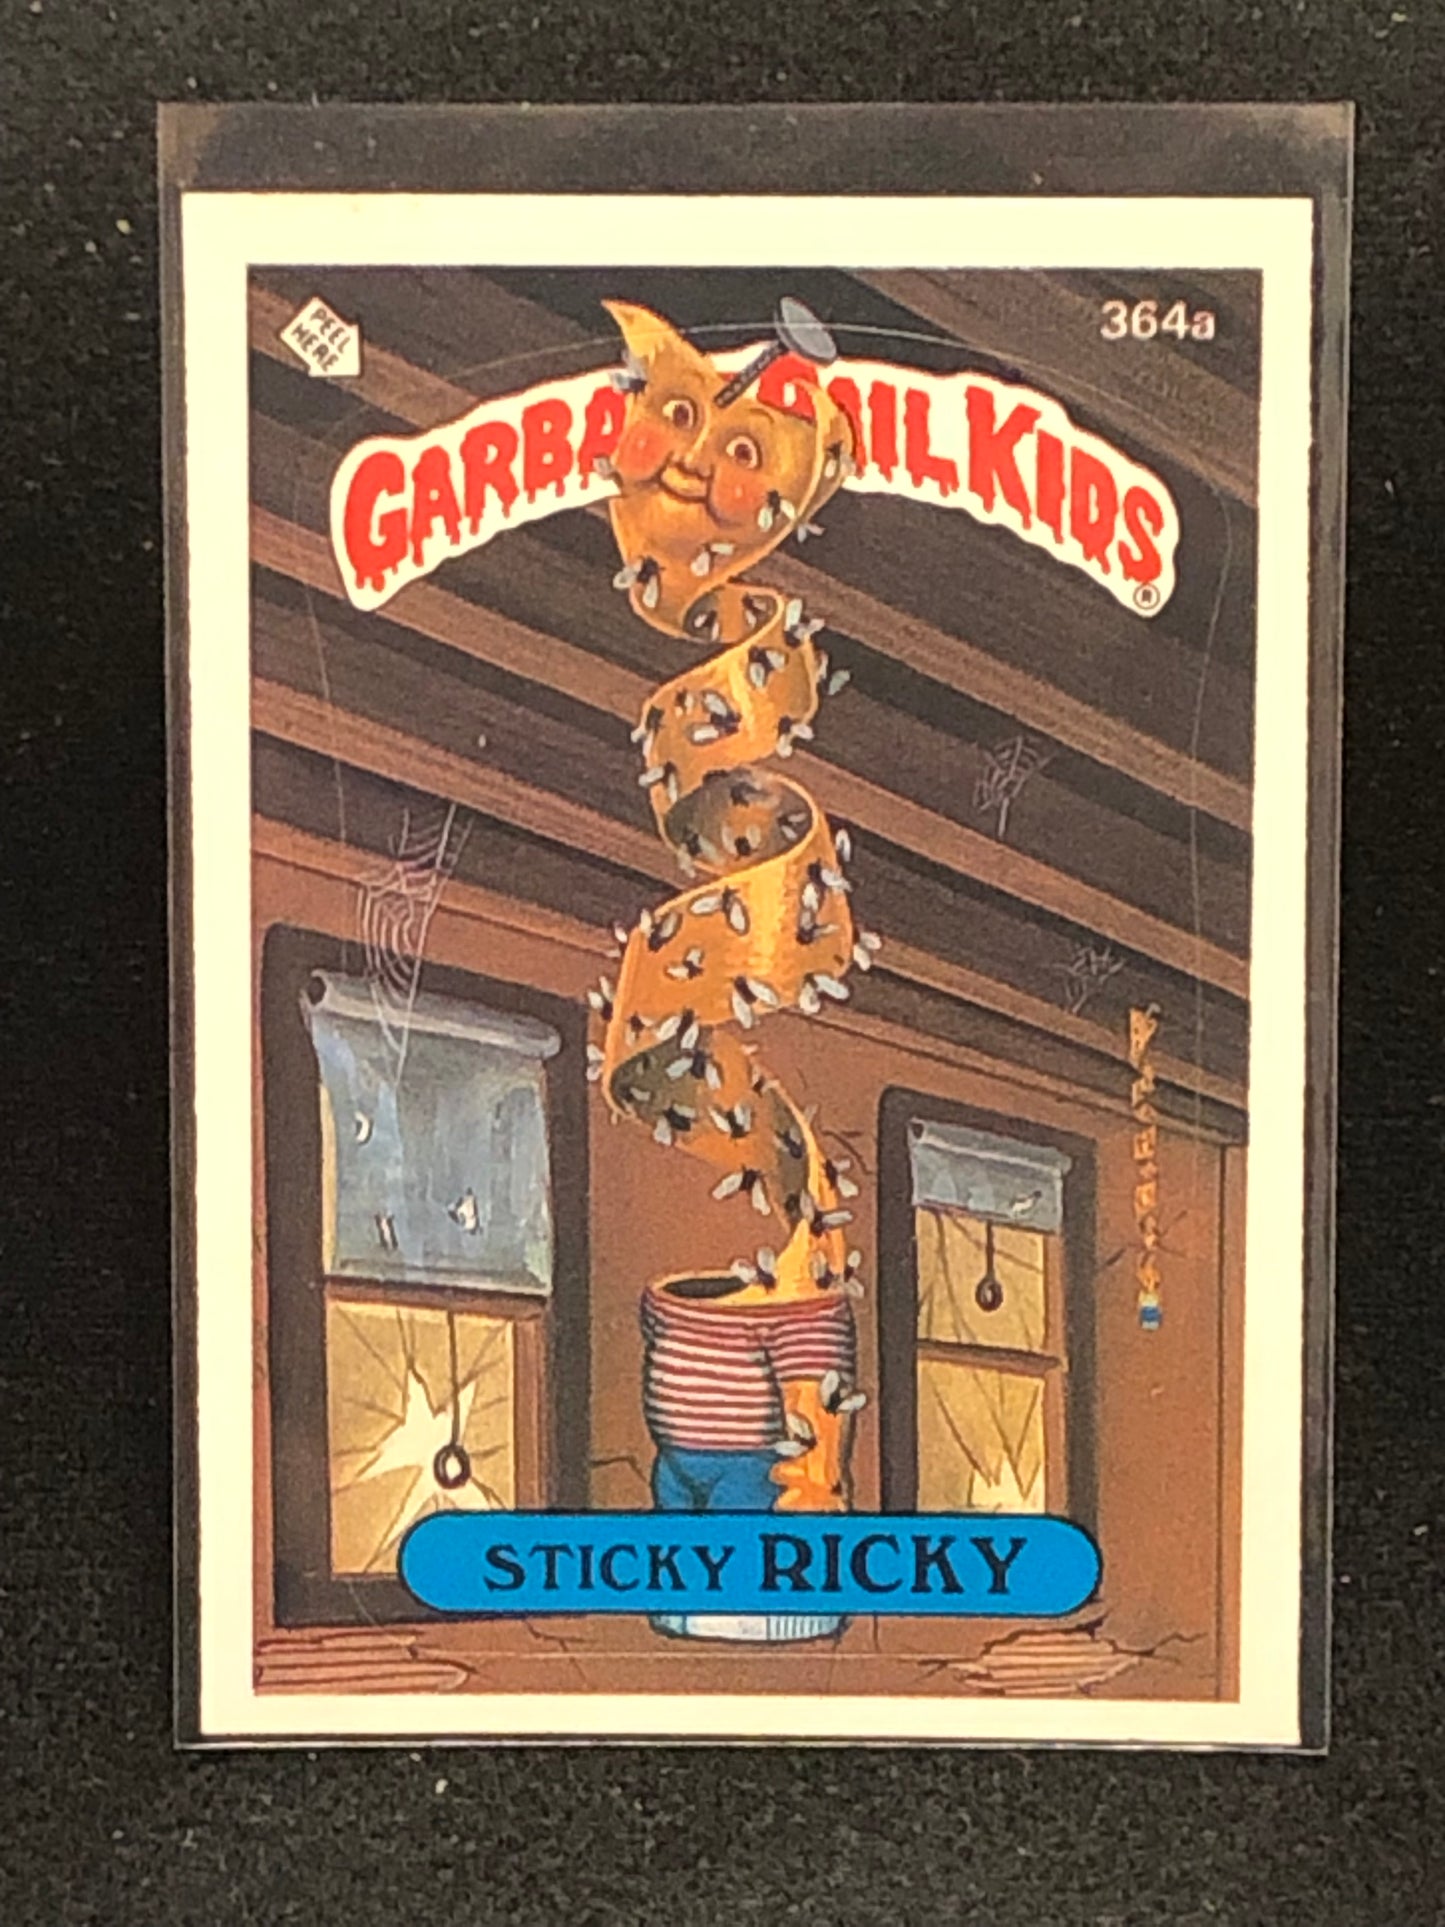 PEEL
HERE
364a
GARBA AIL KIDS
®
STICKY RICKY